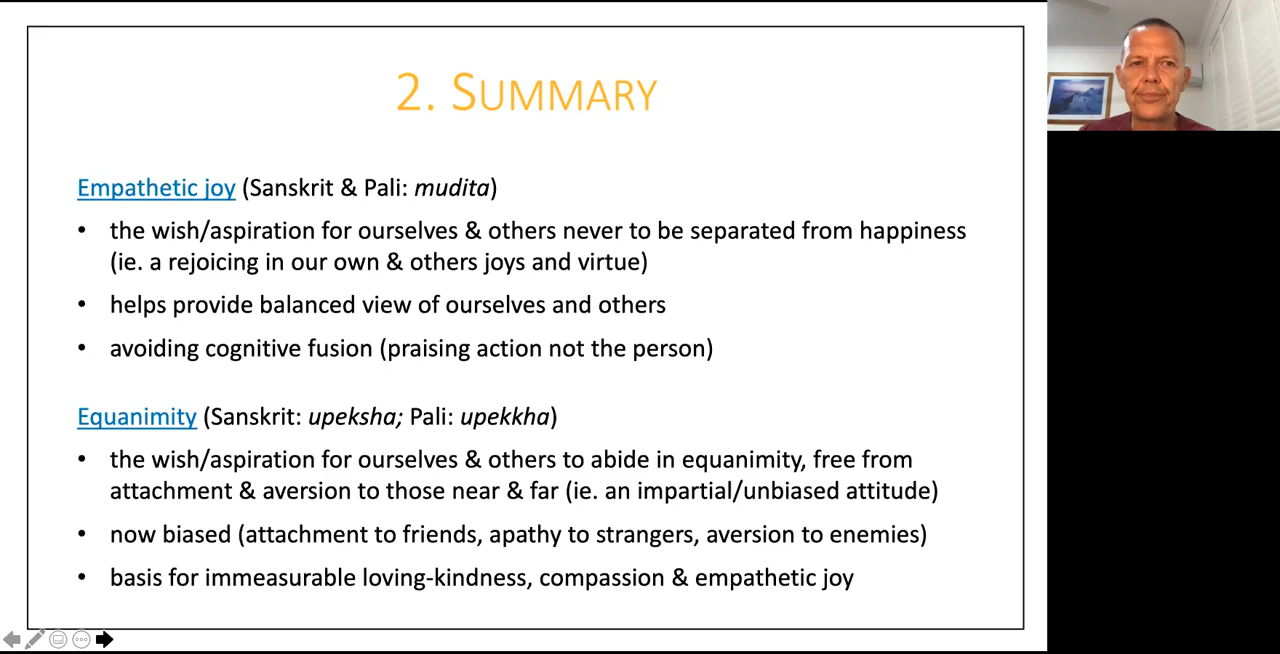 2. SUMMARY
Empathetic joy (Sanskrit & Pali: mudita)
• the wish/aspiration for ourselves & others never to be separated from happiness
(ie. a rejoicing in our own & others joys and virtue)
• helps provide balanced view of ourselves and others
• avoiding cognitive fusion (praising action not the person)
Equanimity (Sanskrit: upeksha; Pali: upekkha)
• the wish/aspiration for ourselves & others to abide in equanimity, free from
attachment & aversion to those near & far (ie. an impartial/unbiased attitude)
• now biased (attachment to friends, apathy to strangers, aversion to enemies)
• basis for immeasurable loving-kindness, compassion & empathetic joy